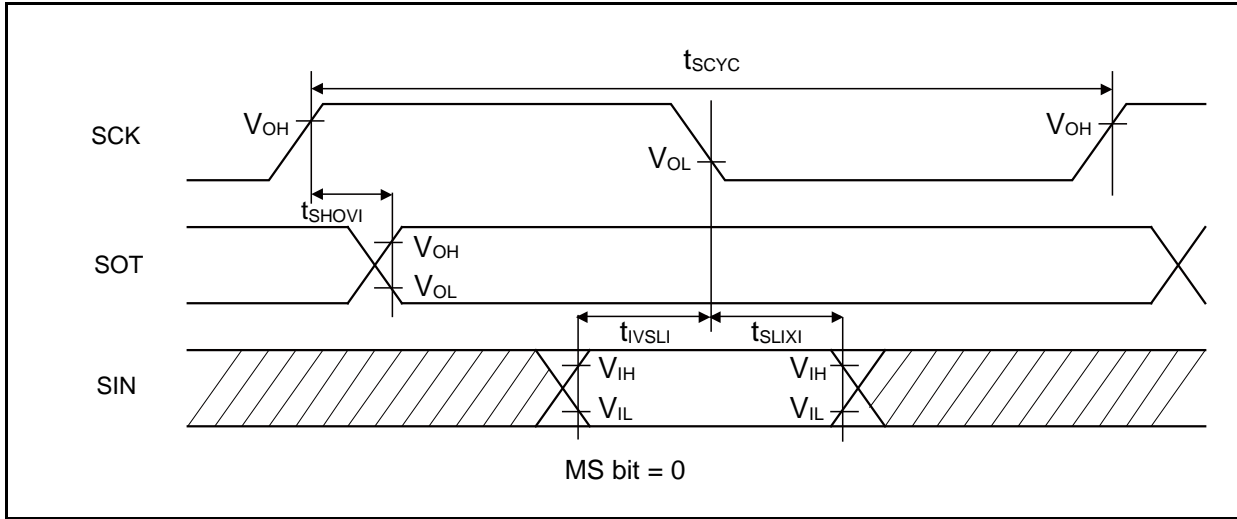 tSCYC
SCK
VOH
VOL
VOH
tSHOVI
SOT
VOH
VOL
tIVSLI
tSLIXI
SIN
VIH
VIL
VIH
VIL
MS bit = 0